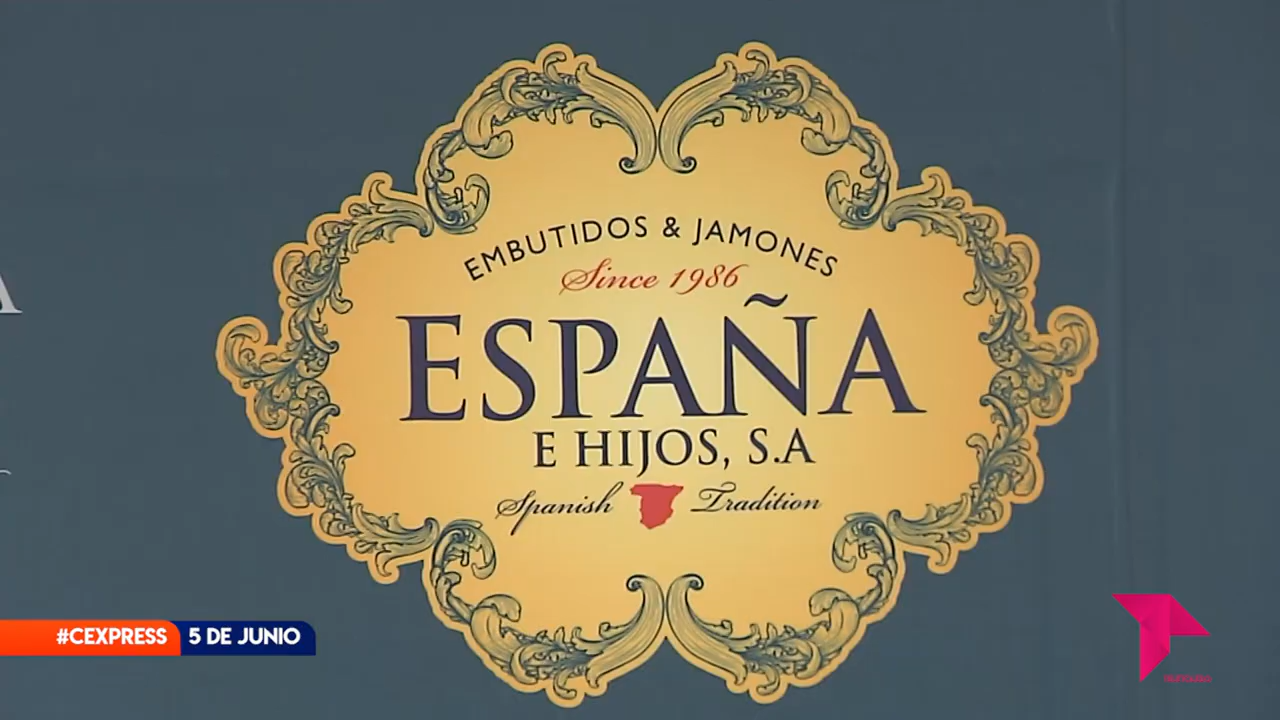 EMBUTIDOS & JAMONES
Since 1986
ESPAÑA
E HIJOS, S.A
Spanish Tradition
#CEXPRESS 5 DE JUNIO